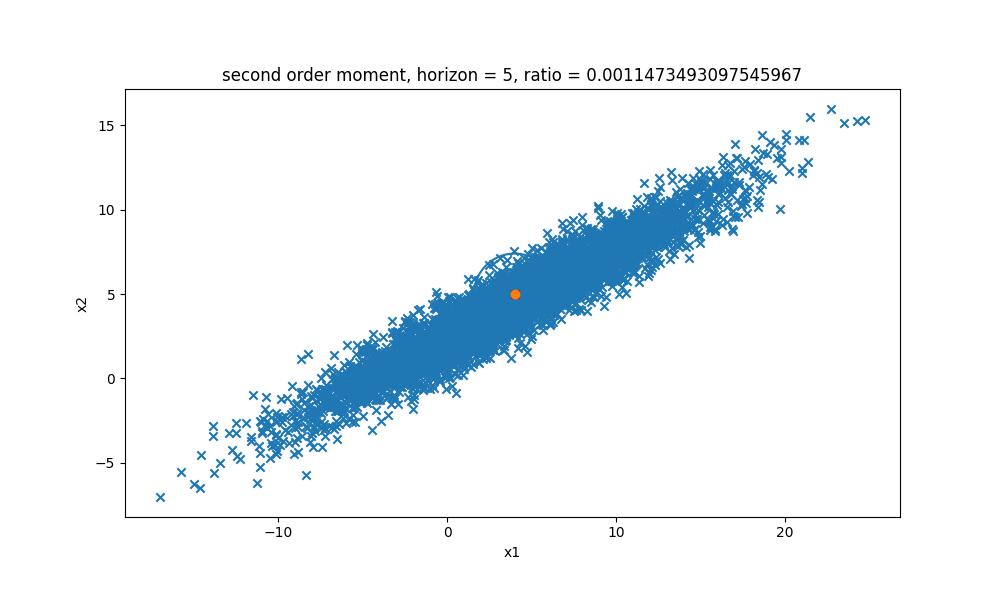 second order moment, horizon = 5, ratio = 0.0011473493097545967
15
10
5
0
−5
x2
−10 0 10 20
x1